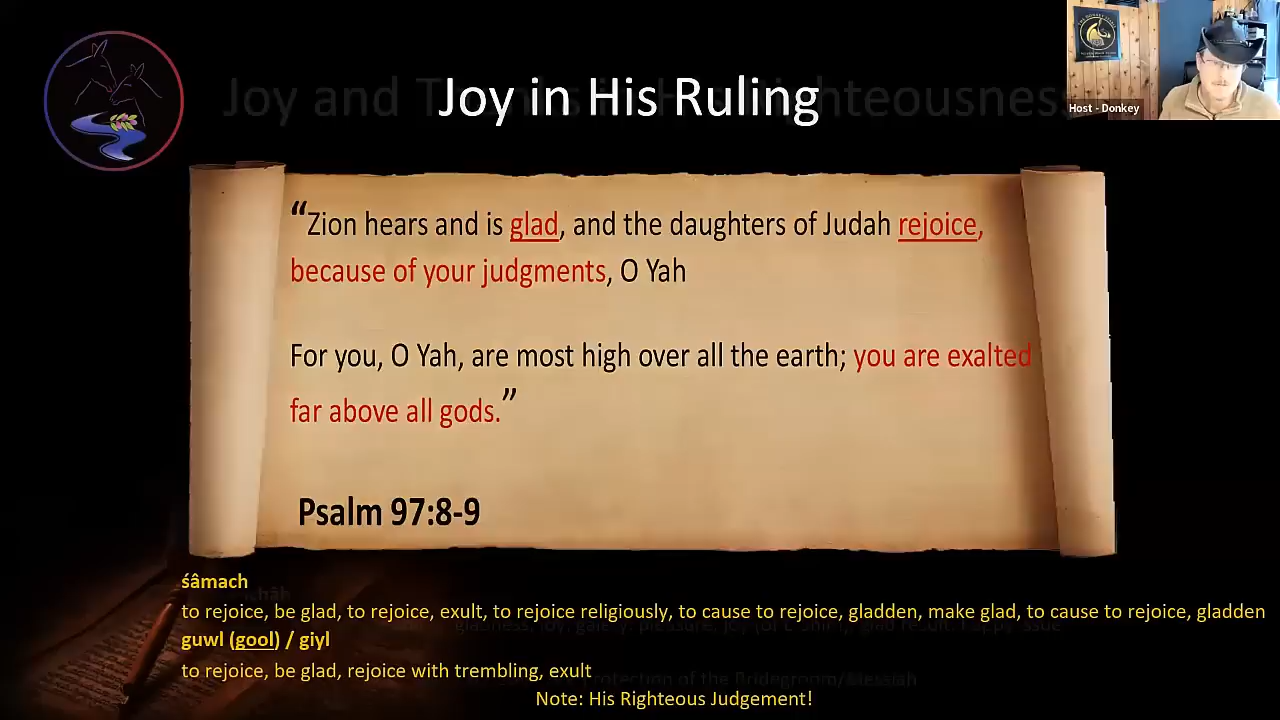 Joy in His Ruling
Host - Donkey
“Zion hears and is glad, and the daughters of Judah rejoice,
because of your judgments, O Yah
For you, O Yah, are most high over all the earth; you are exalted
far above all gods.”
Psalm 97:8-9
śâmach
to rejoice, be glad, to rejoice, exult, to rejoice religiously, to cause to rejoice, gladden, make glad, to cause to rejoice, gladden
guwl (gool) / giyl
to rejoice, be glad, rejoice with trembling, exult
Note: His Righteous Judgement!